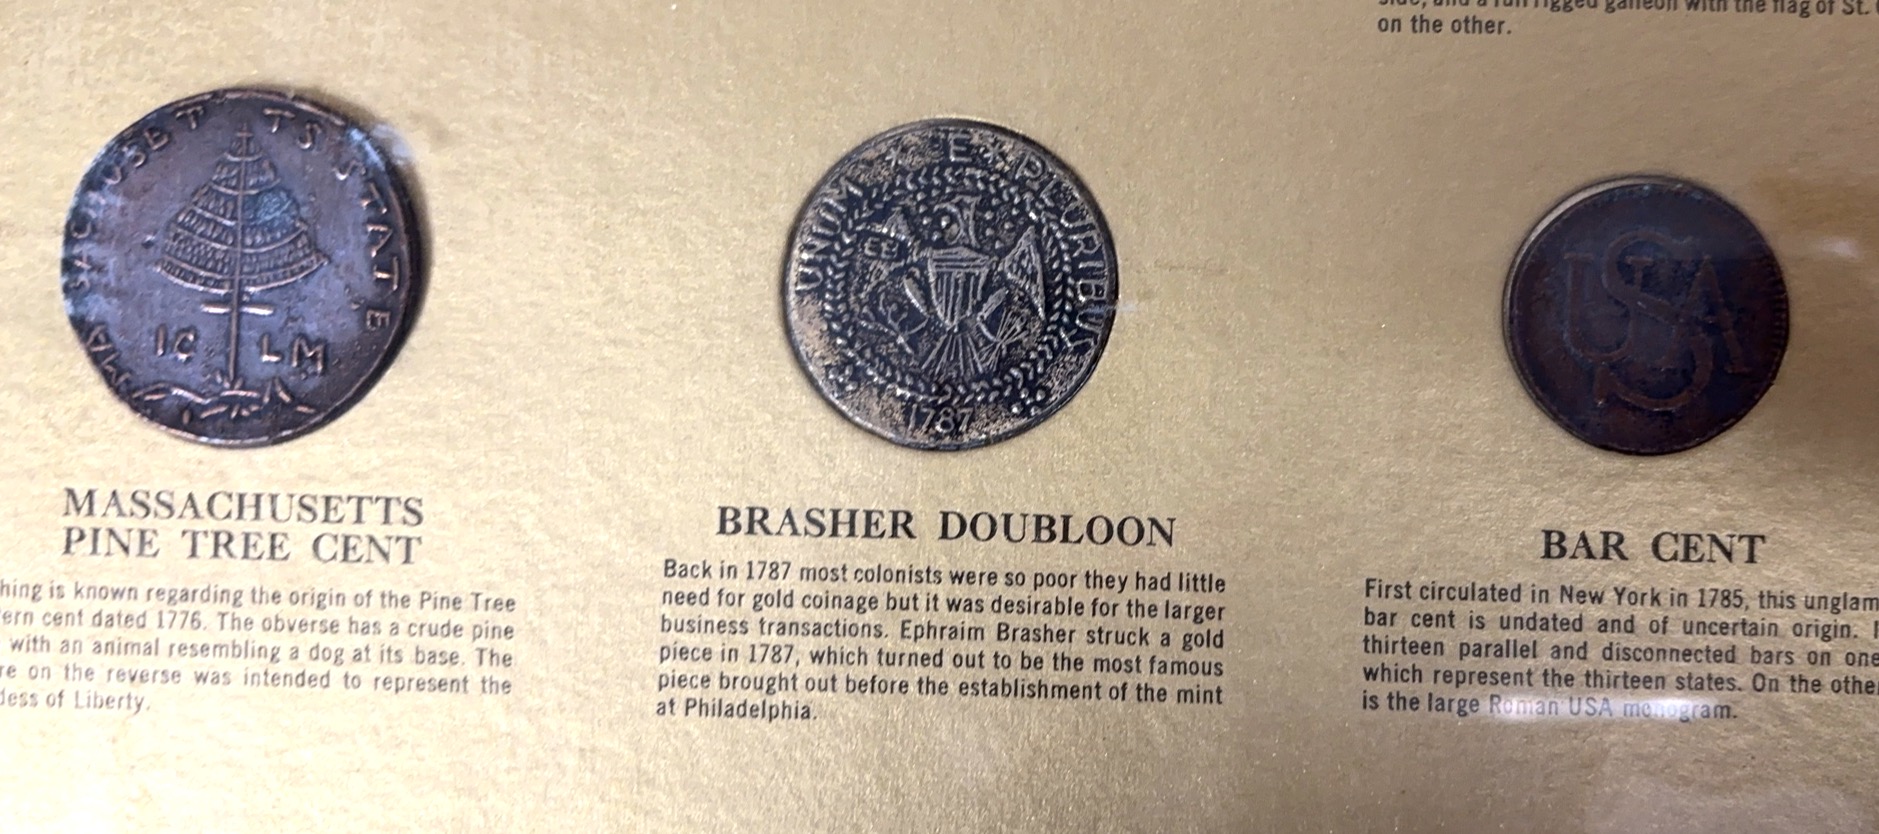 on the other.
MASSACHUSETTS STATE
1C LM
UNUM * E * PLURIBUS
EB
1787
USA
MASSACHUSETTS
PINE TREE CENT
hing is known regarding the origin of the Pine Tree
ern cent dated 1776. The obverse has a crude pine
with an animal resembling a dog at its base. The
re on the reverse was intended to represent the
dess of Liberty.
BRASHER DOUBLOON
Back in 1787 most colonists were so poor they had little
need for gold coinage but it was desirable for the larger
business transactions. Ephraim Brasher struck a gold
piece in 1787, which turned out to be the most famous
piece brought out before the establishment of the mint
at Philadelphia.
BAR CENT
First circulated in New York in 1785, this unglam
bar cent is undated and of uncertain origin. I
thirteen parallel and disconnected bars on one
which represent the thirteen states. On the othe
is the large Roman USA monogram.